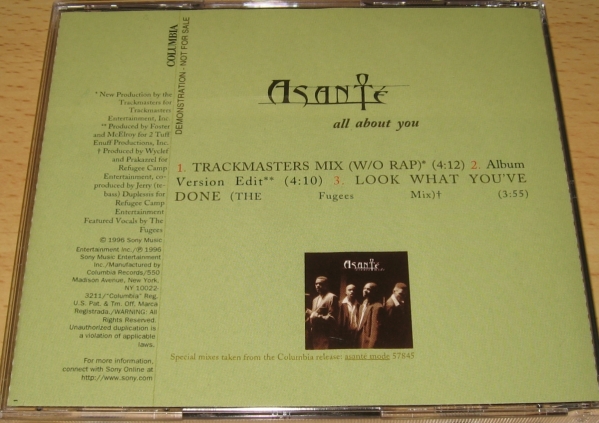 COLUMBIA
DEMONSTRATION - NOT FOR SALE
* New Production by the
Trackmasters for
Trackmasters
Entertainment, Inc.
** Produced by Foster
and McElroy for 2 Tuff
Enuff Productions, Inc.
† Produced by Wyclef
and Prakazrel for
Refugee Camp
Entertainment, co-
produced by Jerry (te-
bass) Duplessis for
Refugee Camp
Entertainment
Featured Vocals by The
Fugees
© 1996 Sony Music
Entertainment Inc./℗ 1996
Sony Music Entertainment
Inc./Manufactured by
Columbia Records/550
Madison Avenue, New York,
NY 10022-
3211/"Columbia" Reg.
U.S. Pat. & Tm. Off. Marca
Registrada./WARNING: All
Rights Reserved.
Unauthorized duplication is
a violation of applicable
laws.
For more information,
connect with Sony Online at
http://www.sony.com
Asanté
all about you
1. TRACKMASTERS MIX (W/O RAP)* (4:12) 2. Album
Version Edit** (4:10) 3. LOOK WHAT YOU'VE
DONE (THE Fugees Mix)† (3:55)
Asanté
Special mixes taken from the Columbia release: asanté mode 57845